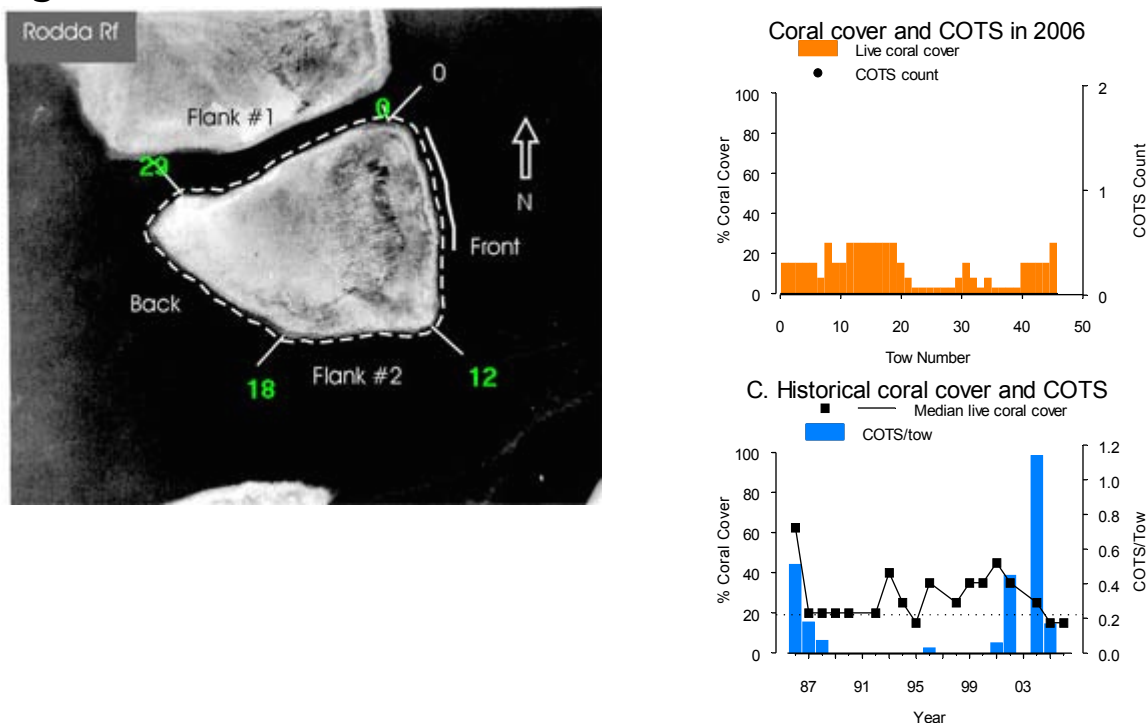 Rodda Rf
0
0
Flank #1
29
N
Front
Back
18
Flank #2
12
Coral cover and COTS in 2006
Live coral cover
COTS count
100
80
60
40
20
0
% Coral Cover
2
1
0
COTS Count
0 10 20 30 40 50
Tow Number
C. Historical coral cover and COTS
Median live coral cover
COTS/tow
100
80
60
40
20
0
% Coral Cover
1.2
1.0
0.8
0.6
0.4
0.2
0.0
COTS/Tow
87 91 95 99 03
Year